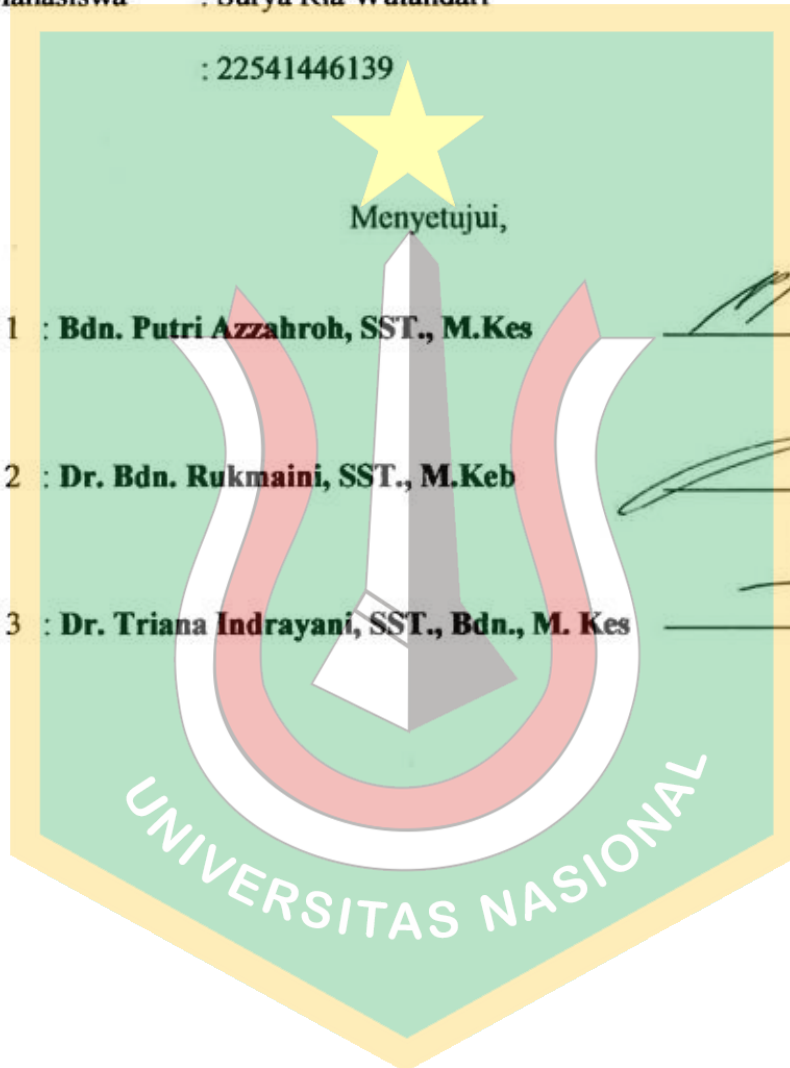 : 22541446139
Menyetujui,
1 : Bdn. Putri Azzahroh, SST., M.Kes
2 : Dr. Bdn. Rukmaini, SST., M.Keb
3 : Dr. Triana Indrayani, SST., Bdn., M. Kes
UNIVERSITAS NASIONAL